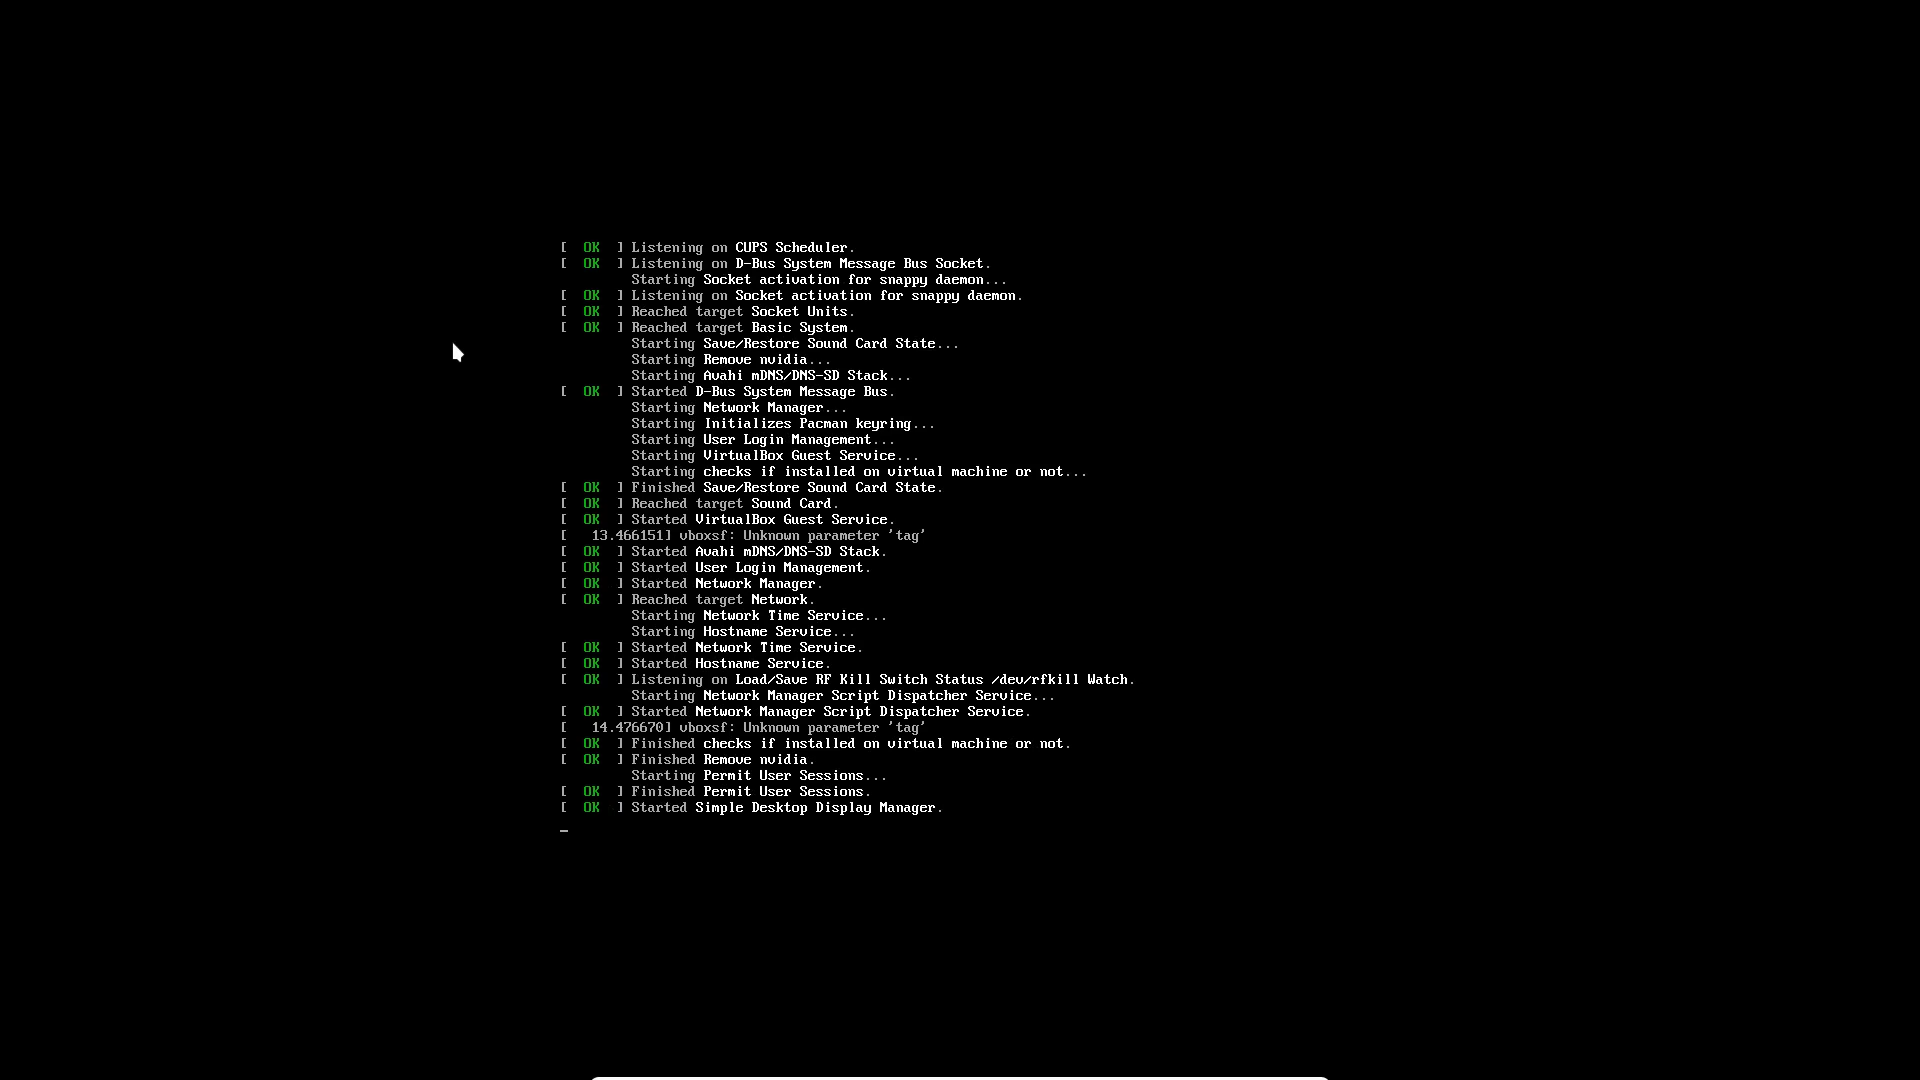 [  OK  ] Listening on CUPS Scheduler.
[  OK  ] Listening on D-Bus System Message Bus Socket.
Starting Socket activation for snappy daemon...
[  OK  ] Listening on Socket activation for snappy daemon.
[  OK  ] Reached target Socket Units.
[  OK  ] Reached target Basic System.
Starting Save/Restore Sound Card State...
Starting Remove nvidia...
Starting Avahi mDNS/DNS-SD Stack...
[  OK  ] Started D-Bus System Message Bus.
Starting Network Manager...
Starting Initializes Pacman keyring...
Starting User Login Management...
Starting VirtualBox Guest Service...
Starting checks if installed on virtual machine or not...
[  OK  ] Finished Save/Restore Sound Card State.
[  OK  ] Reached target Sound Card.
[  OK  ] Started VirtualBox Guest Service.
[   13.466151] vboxsf: Unknown parameter 'tag'
[  OK  ] Started Avahi mDNS/DNS-SD Stack.
[  OK  ] Started User Login Management.
[  OK  ] Started Network Manager.
[  OK  ] Reached target Network.
Starting Network Time Service...
Starting Hostname Service...
[  OK  ] Started Network Time Service.
[  OK  ] Started Hostname Service.
[  OK  ] Listening on Load/Save RF Kill Switch Status /dev/rfkill Watch.
Starting Network Manager Script Dispatcher Service...
[  OK  ] Started Network Manager Script Dispatcher Service.
[   14.476670] vboxsf: Unknown parameter 'tag'
[  OK  ] Finished checks if installed on virtual machine or not.
[  OK  ] Finished Remove nvidia.
Starting Permit User Sessions...
[  OK  ] Finished Permit User Sessions.
[  OK  ] Started Simple Desktop Display Manager.